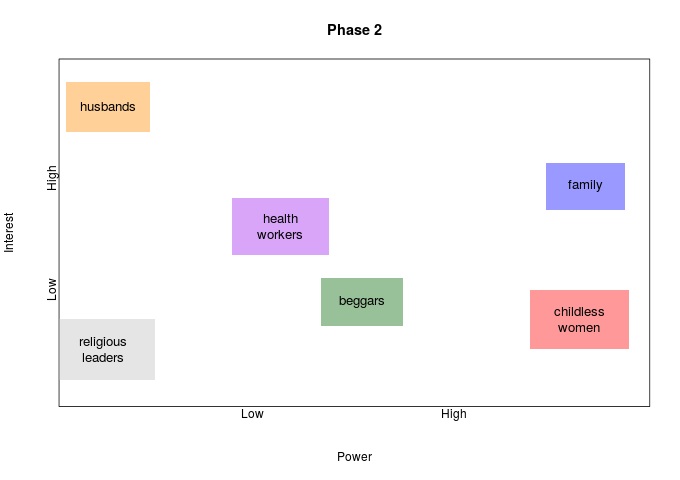 Phase 2
husbands
High
family
Interest
health
workers
Low
beggars
childless
women
religious
leaders
Low
High
Power